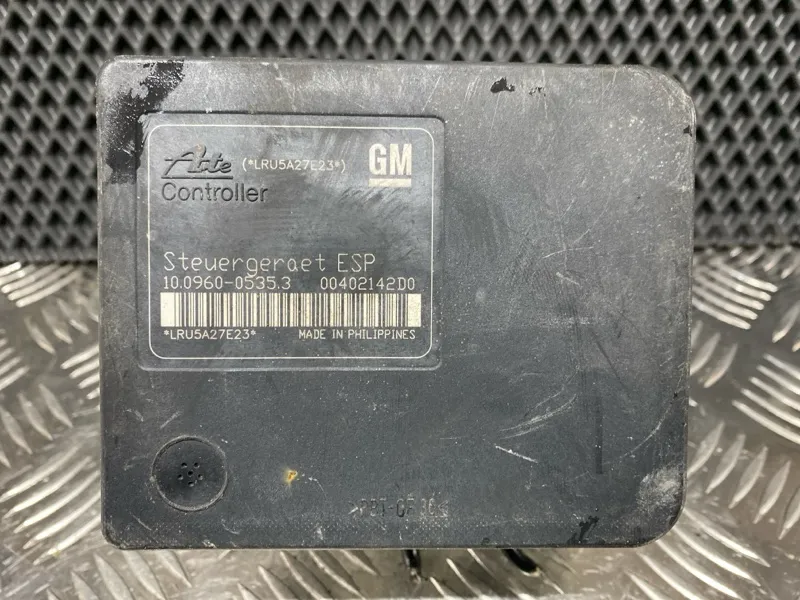 Ate (*LRU5A27E23*) GM
Controller
Steuergeraet ESP
10.0960-0535.3 00402142D0
*LRU5A27E23* MADE IN PHILIPPINES